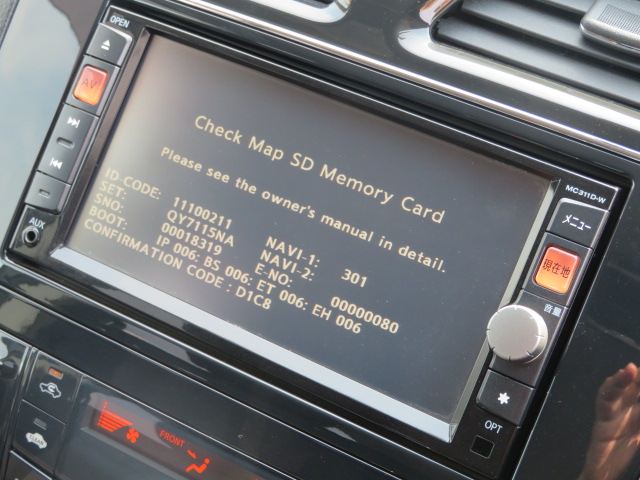 OPEN
AV
AUX
Check Map SD Memory Card
Please see the owner's manual in detail.
ID CODE: 11100211 NAVI-1: 301
SET: QY7115NA NAVI-2:
SNO: 00018319 E-NO: 00000080
BOOT: IP 006: BS 006: ET 006: EH 006
CONFIRMATION CODE : D1C8
MC311D-W
メニュー
現在地
音量
OPT
FRONT